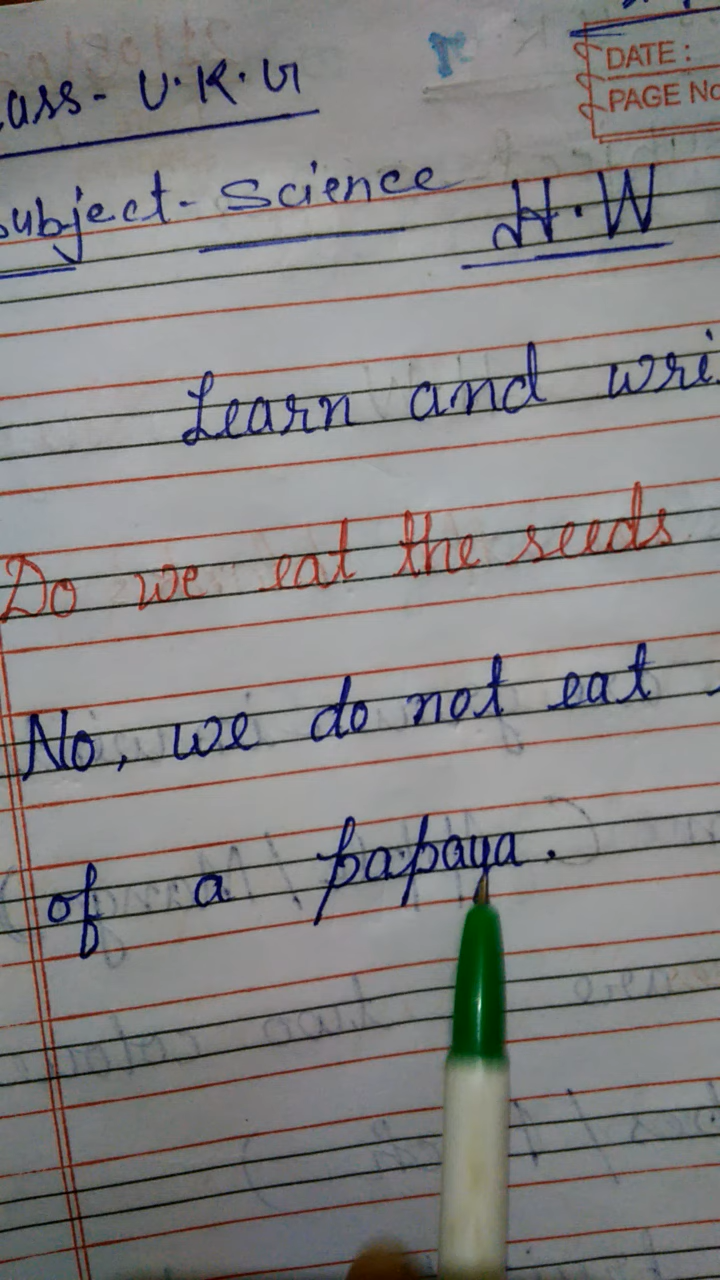 DATE:
PAGE No
ass - U.K.G
Subject - Science
H.W
Learn and wri
Do we eat the seeds
No, we do not eat
of a papaya.